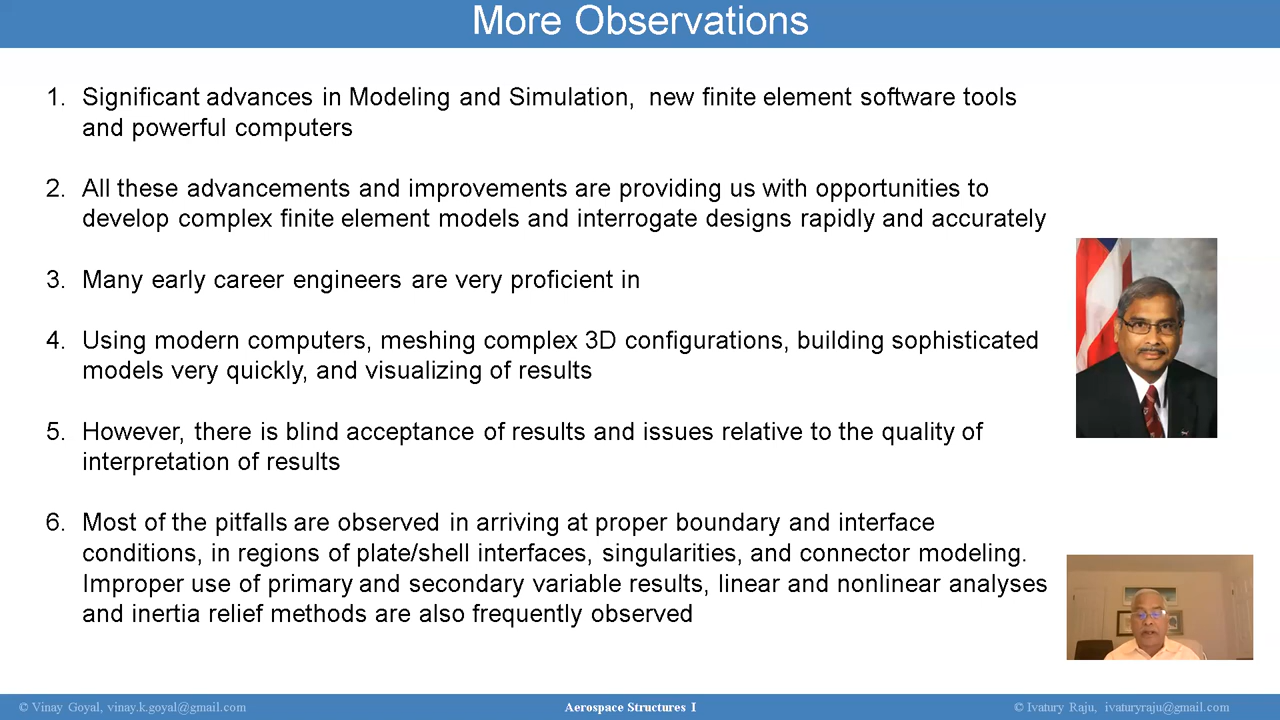 More Observations
1. Significant advances in Modeling and Simulation, new finite element software tools
and powerful computers
2. All these advancements and improvements are providing us with opportunities to
develop complex finite element models and interrogate designs rapidly and accurately
3. Many early career engineers are very proficient in
4. Using modern computers, meshing complex 3D configurations, building sophisticated
models very quickly, and visualizing of results
5. However, there is blind acceptance of results and issues relative to the quality of
interpretation of results
6. Most of the pitfalls are observed in arriving at proper boundary and interface
conditions, in regions of plate/shell interfaces, singularities, and connector modeling.
Improper use of primary and secondary variable results, linear and nonlinear analyses
and inertia relief methods are also frequently observed
© Vinay Goyal, vinay.k.goyal@gmail.com
Aerospace Structures I
© Ivatury Raju, ivaturyraju@gmail.com